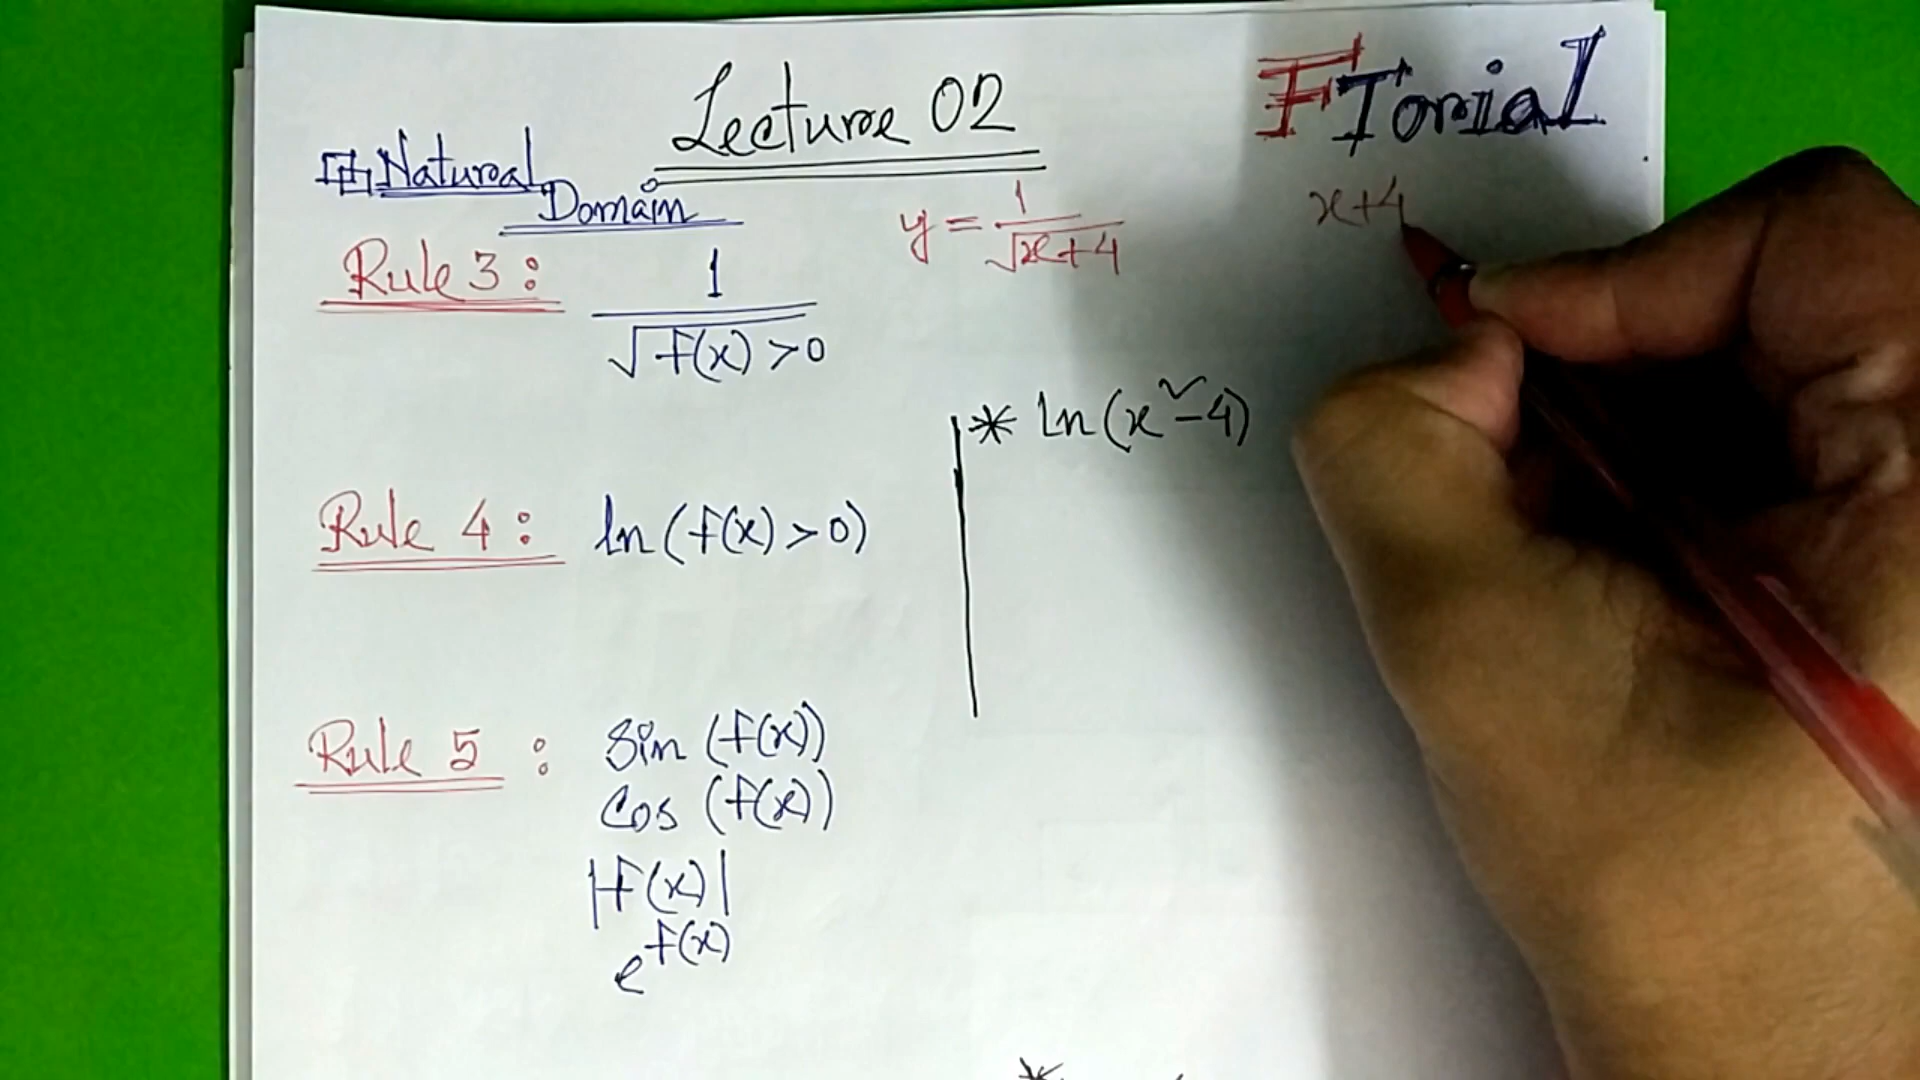 Lecture 02
FTorial
Natural
Domain
Rule 3 :
1
√f(x) > 0
y = 1/√x+4
x+4
* ln(x²-4)
Rule 4 : ln(f(x) > 0)
Rule 5 : Sin (f(x))
Cos (f(x))
|f(x)|
e^f(x)
*